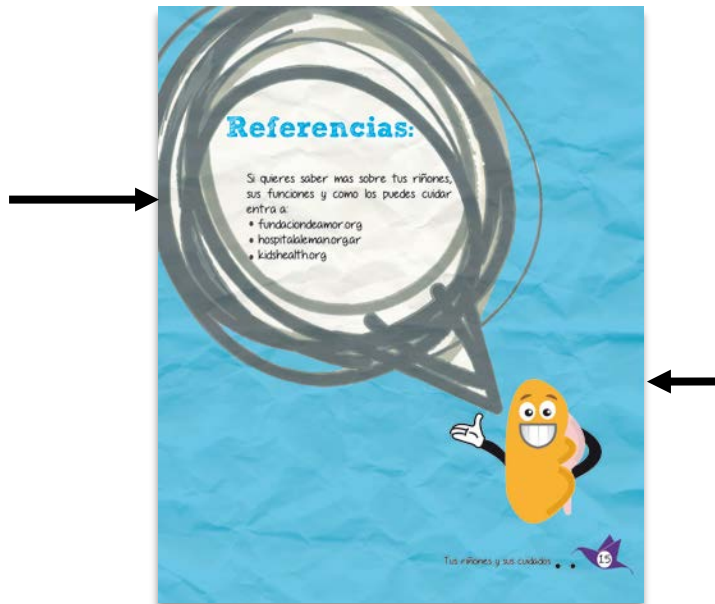 Referencias:
Si quieres saber mas sobre tus riñones,
sus funciones y como los puedes cuidar
entra a:
• fundaciondeamor.org
• hospitalaleman.org.ar
• kidshealth.org
Tus riñones y sus cuidados
15